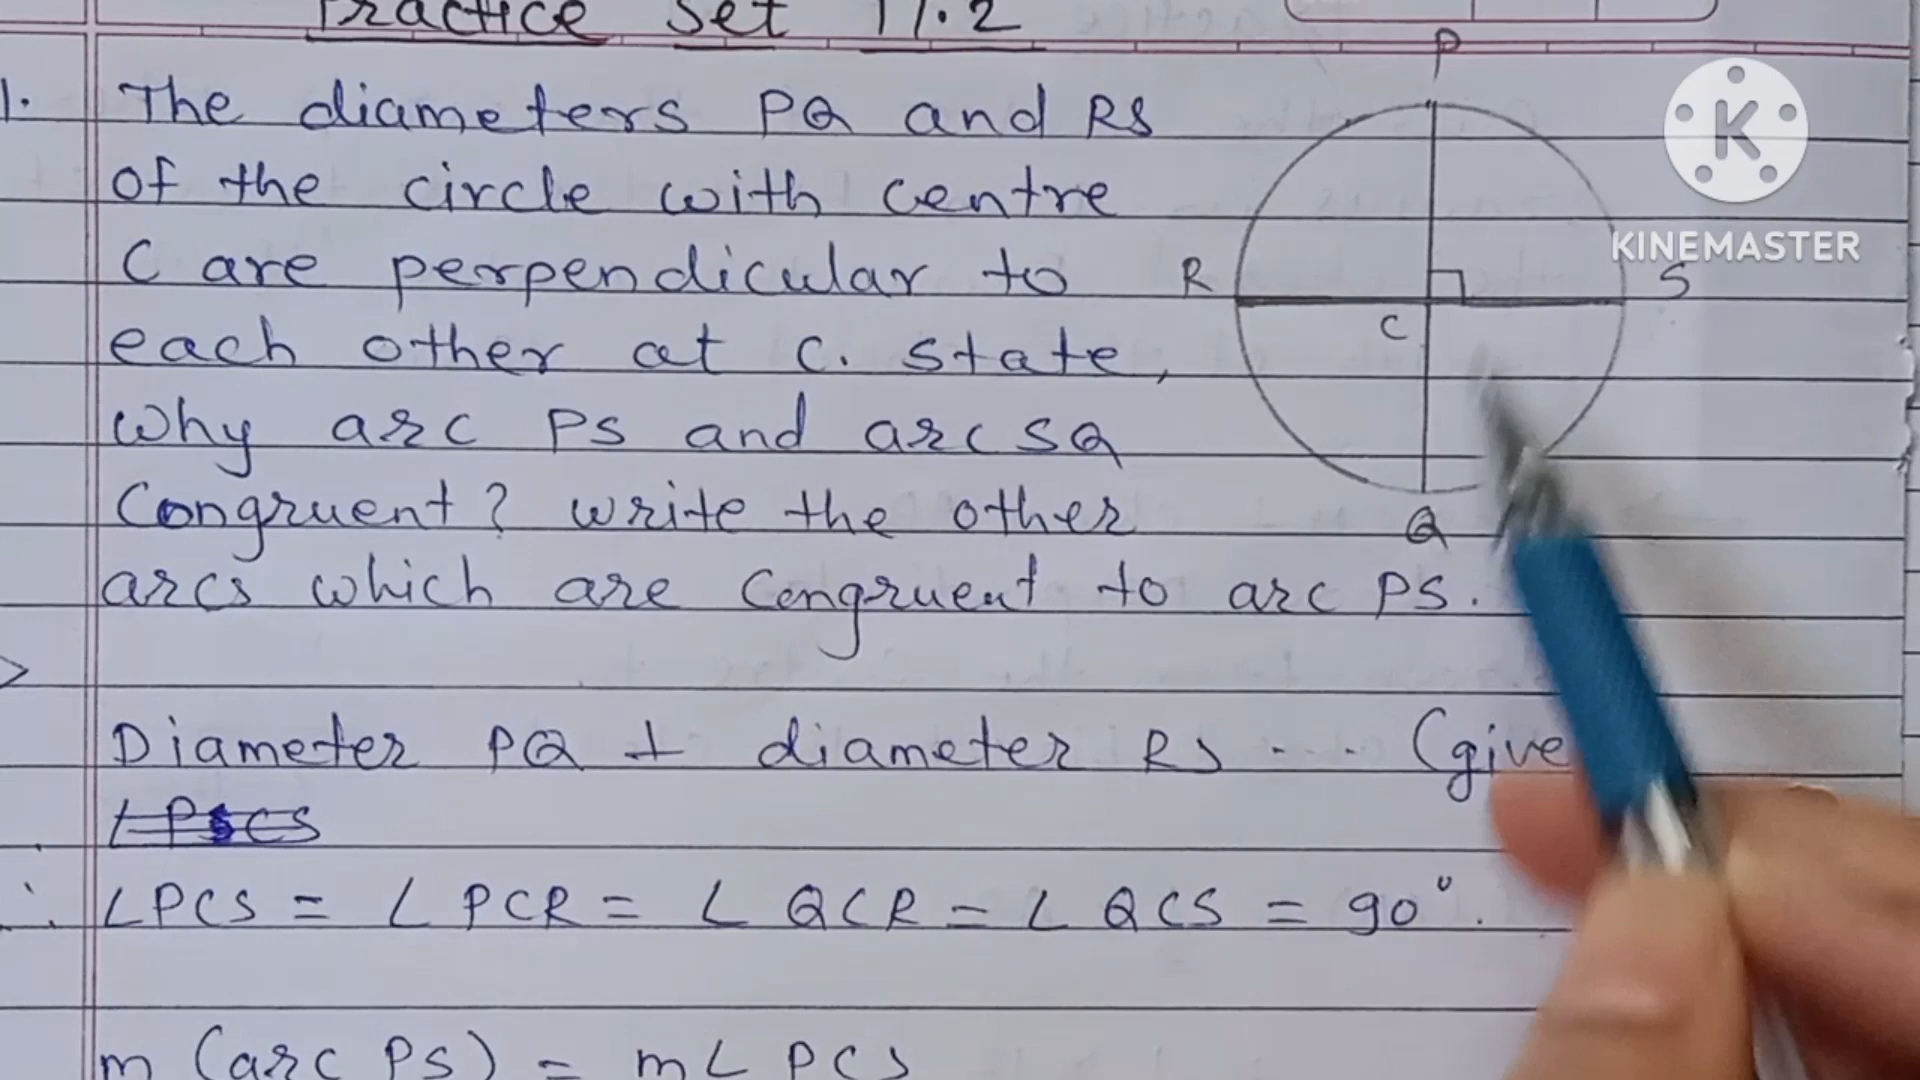 Practice Set 17.2
P
1. The diameters PQ and RS
of the circle with centre
C are perpendicular to
each other at C. State,
Why arc PS and arc SQ
Congruent? Write the other
arcs which are Congruent to arc PS.
R
S
C
Q
K
KINEMASTER
Diameter PQ ⊥ diameter RS ... (give
∴ ∠PCS = ∠PCR = ∠QCR = ∠QCS = 90°.
m (arc PS) = m∠PCS